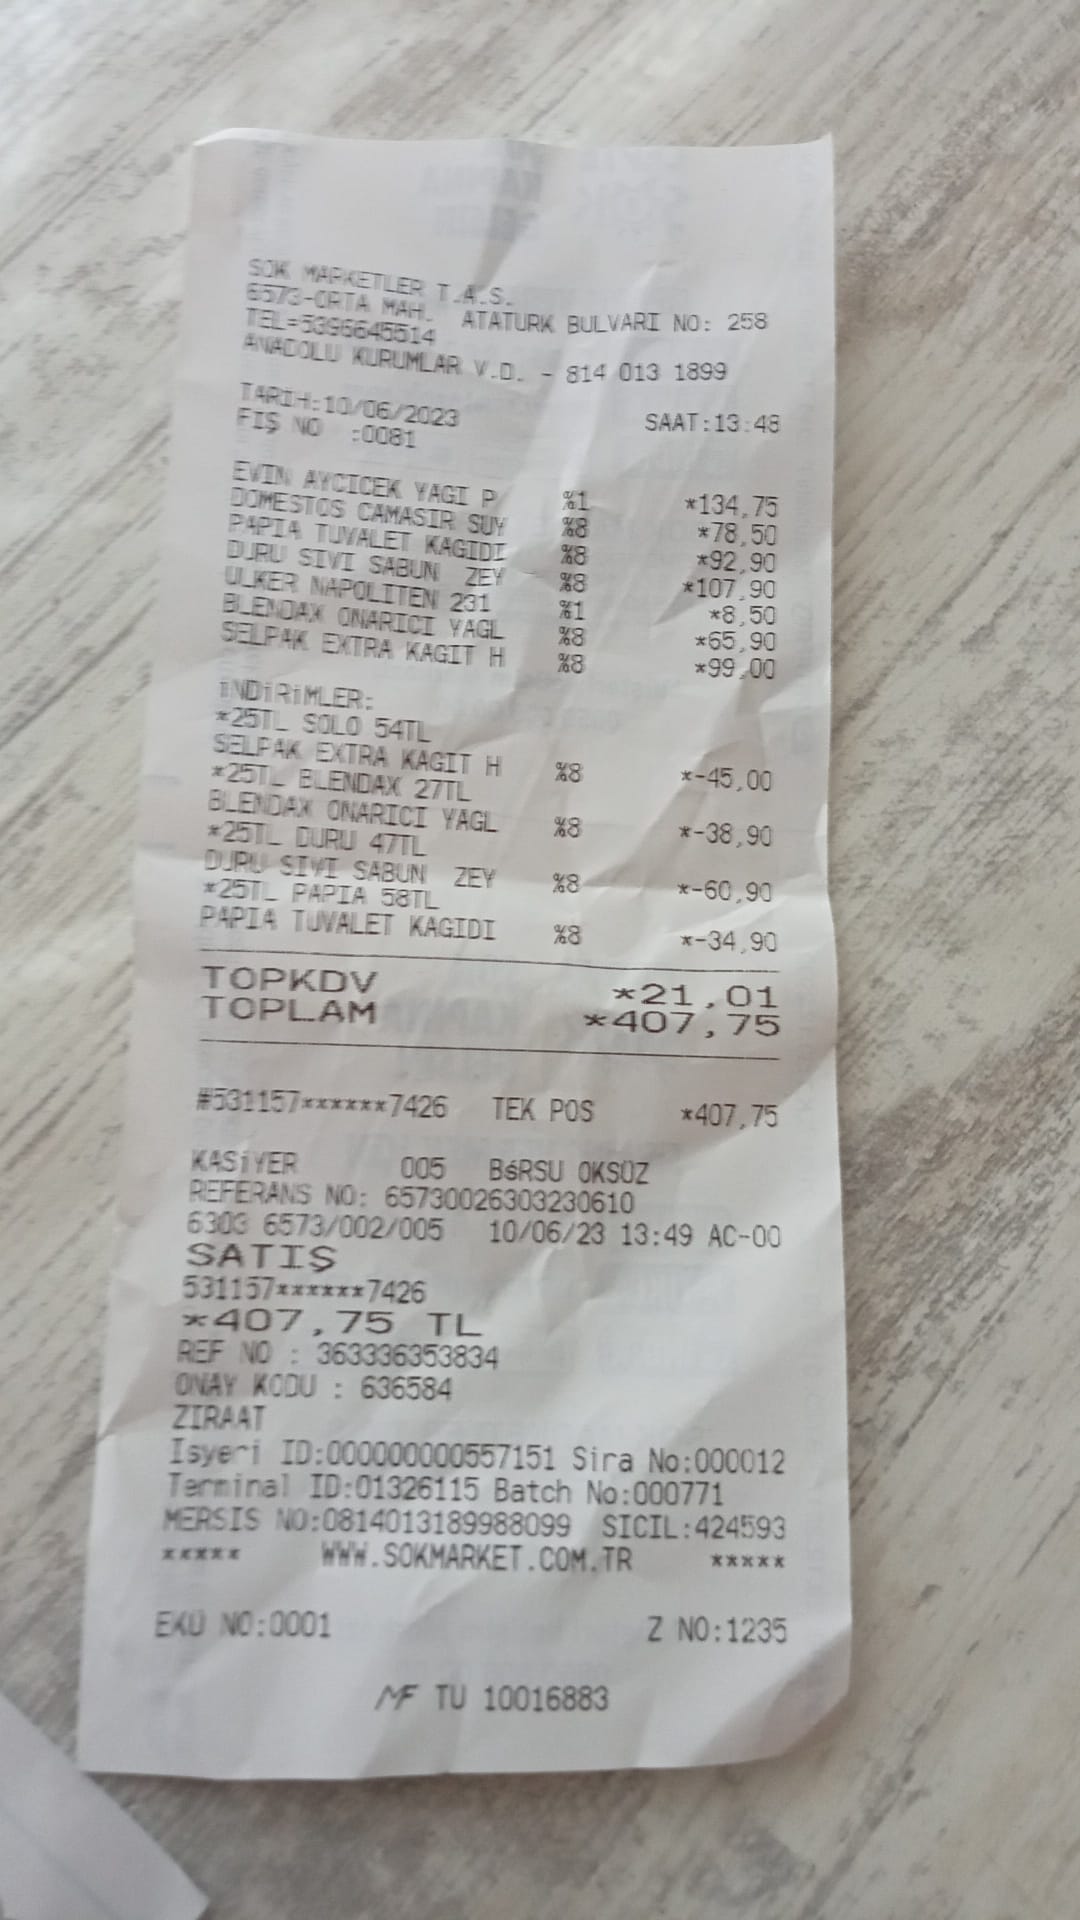 SOK MARKETLER T.A.S.
6573-ORTA MAH. ATATURK BULVARI NO: 258
TEL=5396645514
ANADOLU KURUMLAR V.D. - 814 013 1899
TARİH:10/06/2023 SAAT:13:48
FIŞ NO :0081
EVIN AYCICEK YAGI P %1 *134,75
DOMESTOS CAMASIR SUY %8 *78,50
PAPIA TUVALET KAGIDI %8 *92,90
DURU SIVI SABUN ZEY %8 *107,90
ULKER NAPOLITEN 231 %1 *8,50
BLENDAX ONARICI YAGL %8 *65,90
SELPAK EXTRA KAGIT H %8 *99,00
İNDİRİMLER:
*25TL SOLO 54TL
SELPAK EXTRA KAGIT H %8 *-45,00
*25TL BLENDAX 27TL
BLENDAX ONARICI YAGL %8 *-38,90
*25TL DURU 47TL
DURU SIVI SABUN ZEY %8 *-60,90
*25TL PAPIA 58TL
PAPIA TUVALET KAGIDI %8 *-34,90
TOPKDV *21,01
TOPLAM *407,75
#531157******7426 TEK POS *407,75
KASİYER 005 BéRSU OKSÜZ
REFERANS NO: 65730026303230610
6303 6573/002/005 10/06/23 13:49 AC-00
SATIŞ
531157******7426
*407,75 TL
REF NO : 363336353834
ONAY KODU : 636584
ZIRAAT
Isyeri ID:000000000557151 Sira No:000012
Terminal ID:01326115 Batch No:000771
MERSIS NO:0814013189988099 SICIL:424593
***** WWW.SOKMARKET.COM.TR *****
EKÜ NO:0001 Z NO:1235
MF TU 10016883